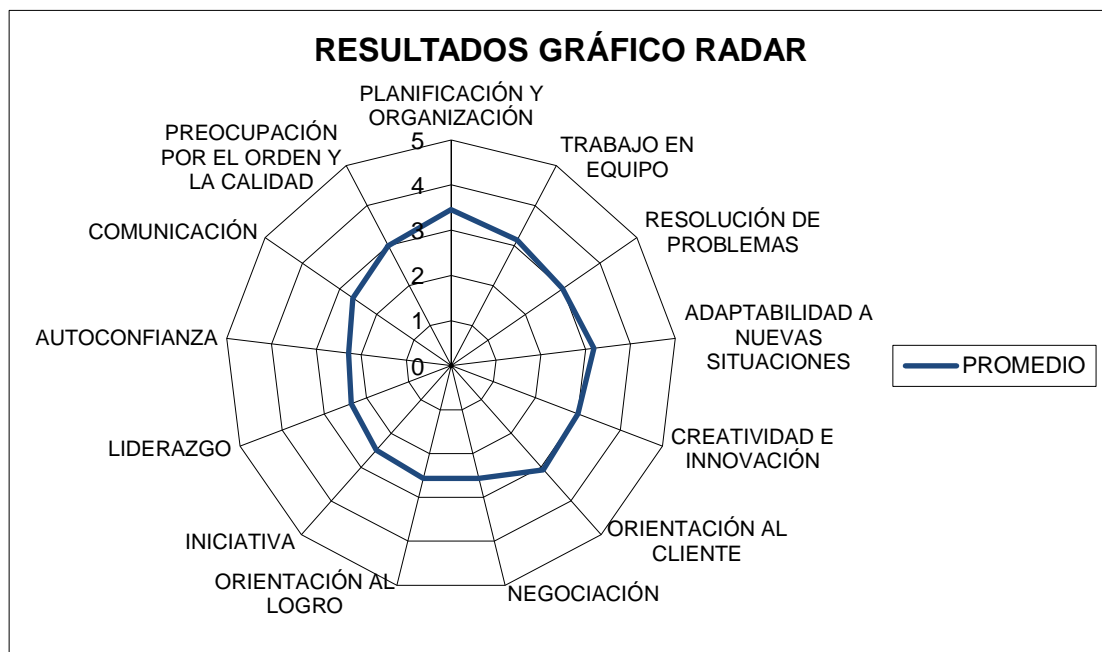 RESULTADOS GRÁFICO RADAR
PLANIFICACIÓN Y
ORGANIZACIÓN
TRABAJO EN
EQUIPO
RESOLUCIÓN DE
PROBLEMAS
ADAPTABILIDAD A
NUEVAS
SITUACIONES
CREATIVIDAD E
INNOVACIÓN
ORIENTACIÓN AL
CLIENTE
NEGOCIACIÓN
ORIENTACIÓN AL
LOGRO
INICIATIVA
LIDERAZGO
AUTOCONFIANZA
COMUNICACIÓN
PREOCUPACIÓN
POR EL ORDEN Y
LA CALIDAD
5
4
3
2
1
0
PROMEDIO